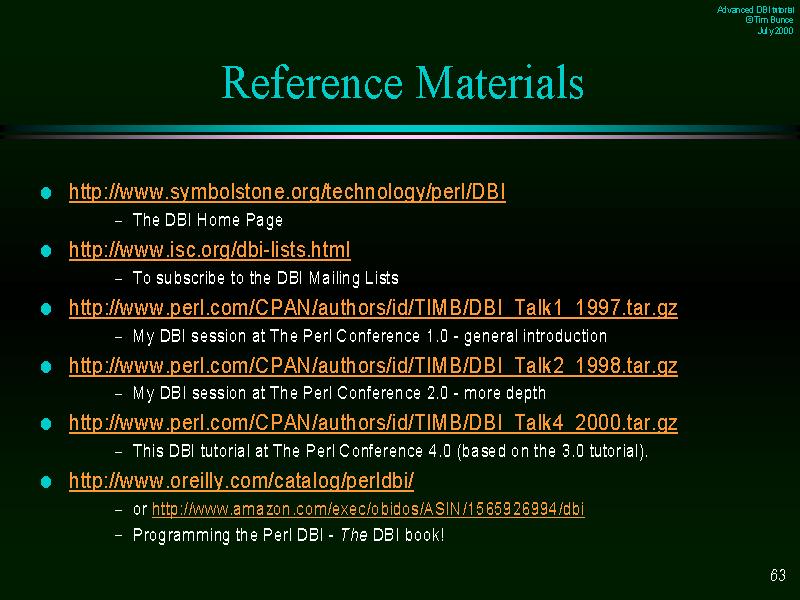 Advanced DBI tutorial
© Tim Bunce
July 2000
Reference Materials
http://www.symbolstone.org/technology/perl/DBI
– The DBI Home Page
http://www.isc.org/dbi-lists.html
– To subscribe to the DBI Mailing Lists
http://www.perl.com/CPAN/authors/id/TIMB/DBI_Talk1_1997.tar.gz
– My DBI session at The Perl Conference 1.0 - general introduction
http://www.perl.com/CPAN/authors/id/TIMB/DBI_Talk2_1998.tar.gz
– My DBI session at The Perl Conference 2.0 - more depth
http://www.perl.com/CPAN/authors/id/TIMB/DBI_Talk4_2000.tar.gz
– This DBI tutorial at The Perl Conference 4.0 (based on the 3.0 tutorial).
http://www.oreilly.com/catalog/perldbi/
– or http://www.amazon.com/exec/obidos/ASIN/1565926994/dbi
– Programming the Perl DBI - The DBI book!
63